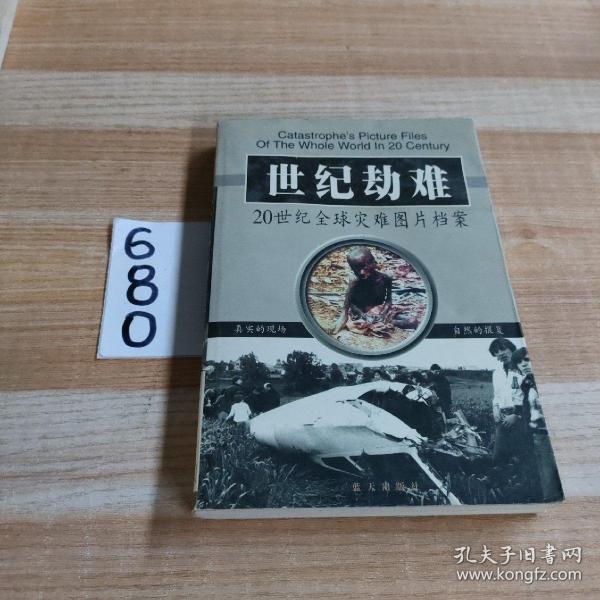 Catastrophe's Picture Files
Of The Whole World In 20 Century
世纪劫难
20世纪全球灾难图片档案
真实的现场
自然的报复
680
蓝天出版社
孔夫子旧书网
www.kongfz.com